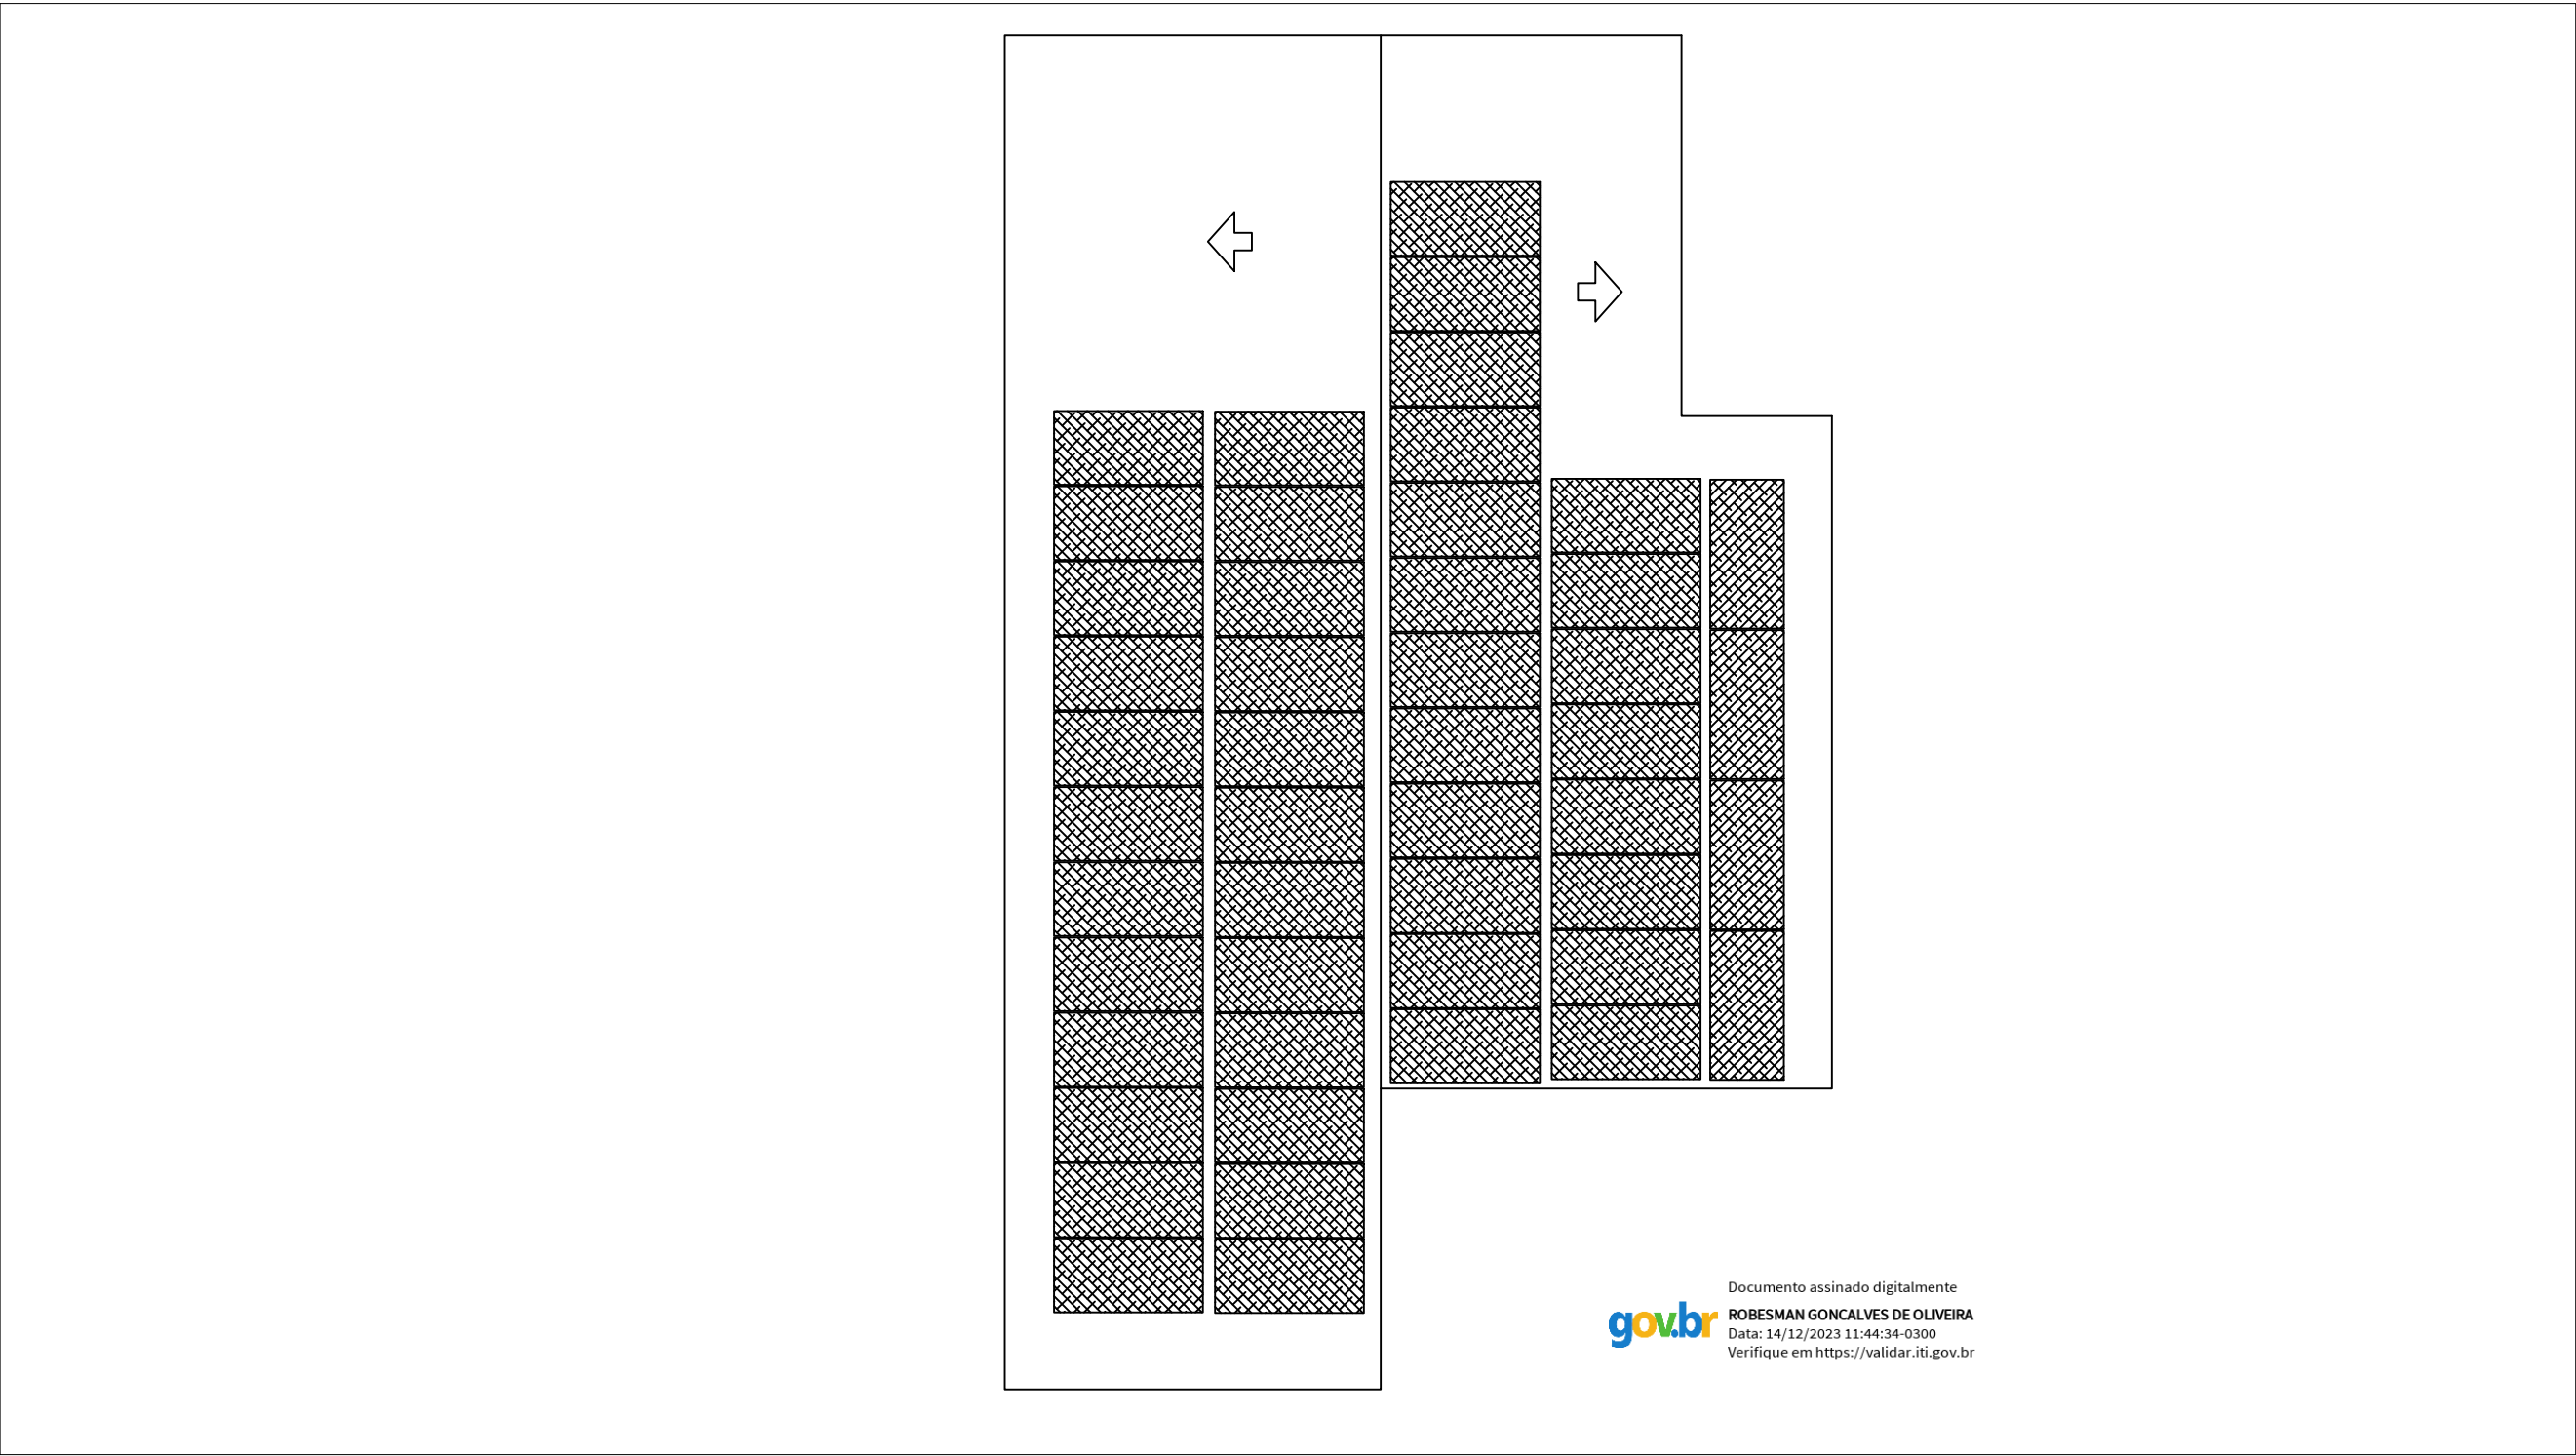 Documento assinado digitalmente
gov.br
ROBESMAN GONCALVES DE OLIVEIRA
Data: 14/12/2023 11:44:34-0300
Verifique em https://validar.iti.gov.br